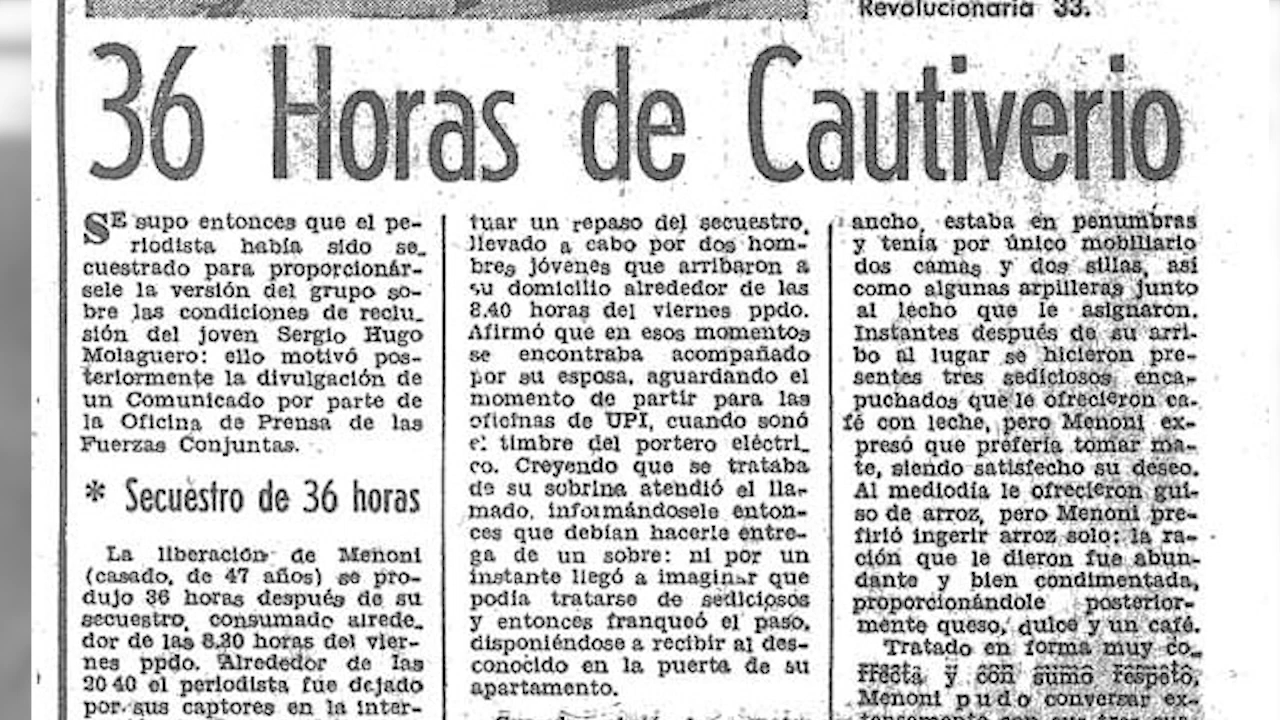 Revolucionaria 33.
36 Horas de Cautiverio
SE supo entonces que el pe-
riodista había sido se-
cuestrado para proporcionár-
sele la versión del grupo so-
bre las condiciones de reclu-
sión del joven Sergio Hugo
Molaguero: ello motivó pos-
teriormente la divulgación de
un Comunicado por parte de
la Oficina de Prensa de las
Fuerzas Conjuntas.
* Secuestro de 36 horas
La liberación de Menoni
(casado, de 47 años) se pro-
dujo 36 horas después de su
secuestro, consumado alrede-
dor de las 8.30 horas del vier-
nes ppdo. Alrededor de las
20 40 el periodista fue dejado
por sus captores en la inter-
tuar un repaso del secuestro,
llevado a cabo por dos hom-
bres jóvenes que arribaron a
su domicilio alrededor de las
8.40 horas del viernes ppdo.
Afirmó que en esos momentos
se encontraba acompañado
por su esposa, aguardando el
momento de partir para las
oficinas de UPI, cuando sonó
el timbre del portero eléctri-
co. Creyendo que se trataba
de su sobrina atendió el lla-
mado, informándosele enton-
ces que debían hacerle entre-
ga de un sobre: ni por un
instante llegó a imaginar que
podía tratarse de sediciosos
y entonces franqueó el paso,
disponiéndose a recibir al des-
conocido en la puerta de su
apartamento.
ancho, estaba en penumbras
y tenía por único mobiliario
dos camas y dos sillas, así
como algunas arpilleras junto
al lecho que le asignaron.
Instantes después de su arri-
bo al lugar se hicieron pre-
sentes tres sediciosos enca-
puchados que le ofrecieron ca-
fé con leche, pero Menoni ex-
presó que prefería tomar ma-
te, siendo satisfecho su deseo.
Al mediodía le ofrecieron gui-
so de arroz, pero Menoni pre-
firió ingerir arroz solo: la ra-
ción que le dieron fue abun-
dante y bien condimentada,
proporcionándole posterior-
mente queso, dulce y un café.
Tratado en forma muy co-
rrecta y con sumo respeto,
Menoni pudo conversar ex-